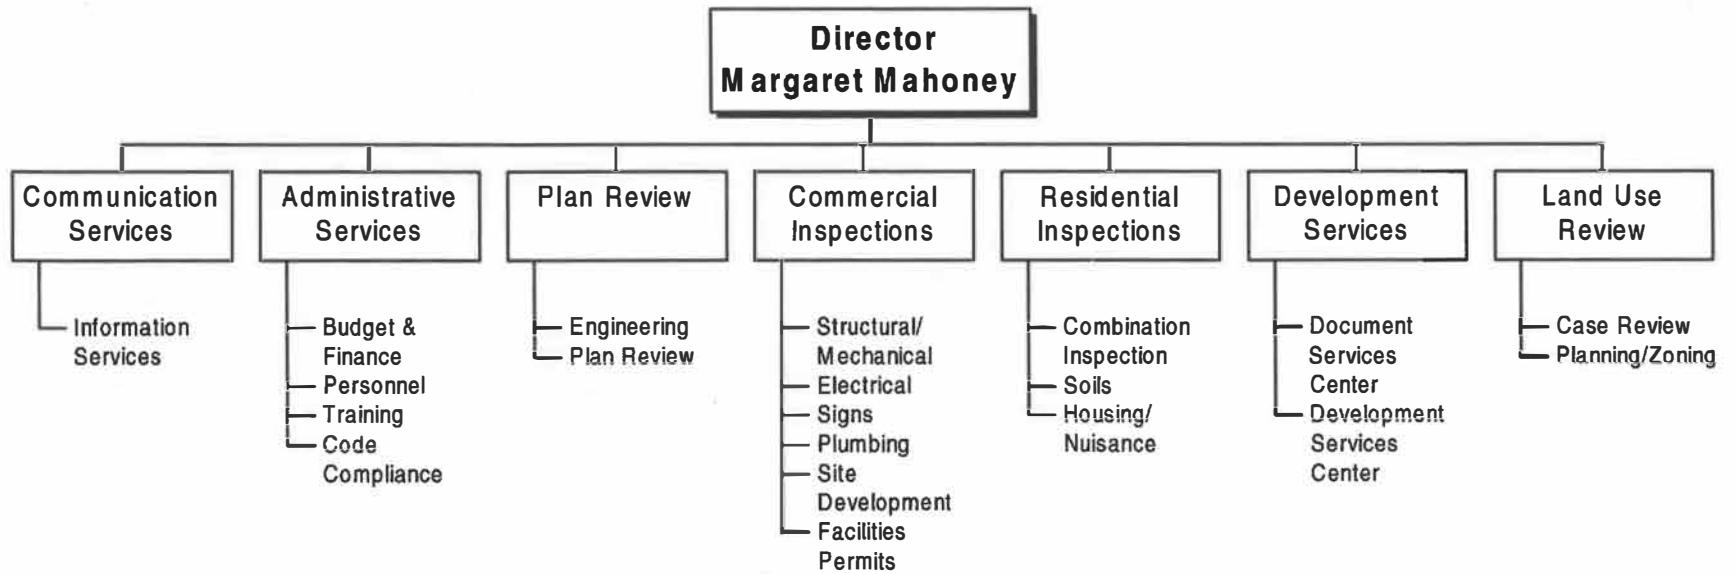 Director
Margaret Mahoney
Communication
Services
Information
Services
Administrative
Services
Budget &
Finance
Personnel
Training
Code
Compliance
Plan Review
Engineering
Plan Review
Commercial
Inspections
Structural/
Mechanical
Electrical
Signs
Plumbing
Site
Development
Facilities
Permits
Residential
Inspections
Combination
Inspection
Soils
Housing/
Nuisance
Development
Services
Document
Services
Center
Development
Services
Center
Land Use
Review
Case Review
Planning/Zoning